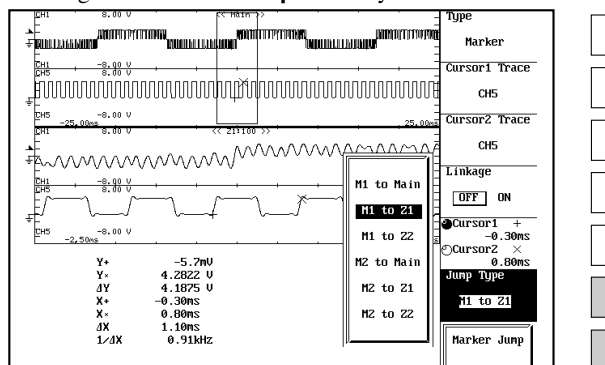 CH1 8.00 V << Main >>
CH1 -8.00 V
CH5 8.00 V
CH5 -8.00 V
-25.00ms 25.00ms
CH1 8.00 V << Z1:100 >>
CH1 -8.00 V
CH5 8.00 V
CH5 -8.00 V
-2.50ms
Y+ -5.7mV
Y× 4.2822 V
ΔY 4.1875 V
X+ -0.30ms
X× 0.80ms
ΔX 1.10ms
1/ΔX 0.91kHz
M1 to Main
M1 to Z1
M1 to Z2
M2 to Main
M2 to Z1
M2 to Z2
Type
Marker
Cursor1 Trace
CH5
Cursor2 Trace
CH5
Linkage
OFF ON
Cursor1 +
-0.30ms
Cursor2 ×
0.80ms
Jump Type
M1 to Z1
Marker Jump